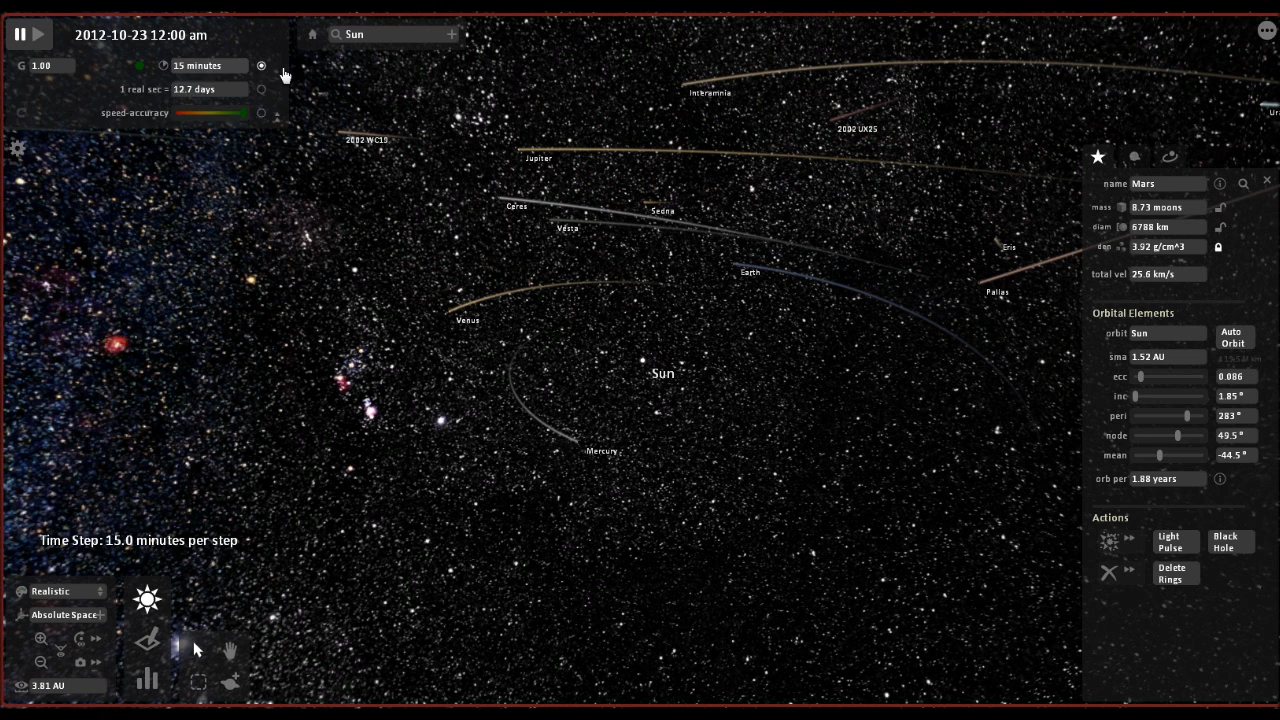 2012-10-23 12:00 am
Sun
G 1.00
15 minutes
1 real sec = 12.7 days
speed-accuracy
Interamnia
2002 UX25
2002 WC19
Jupiter
Ceres
Sedna
Vesta
Earth
Eris
Pallas
Venus
Sun
Mercury
name Mars
mass 8.73 moons
diam 6788 km
den 3.92 g/cm^3
total vel 25.6 km/s
Orbital Elements
orbit Sun
Auto
Orbit
sma 1.52 AU
ecc 0.086
inc 1.85°
peri 283°
node 49.5°
mean -44.5°
orb per 1.88 years
Actions
Light
Pulse
Black
Hole
Delete
Rings
Time Step: 15.0 minutes per step
Realistic
Absolute Space
3.81 AU